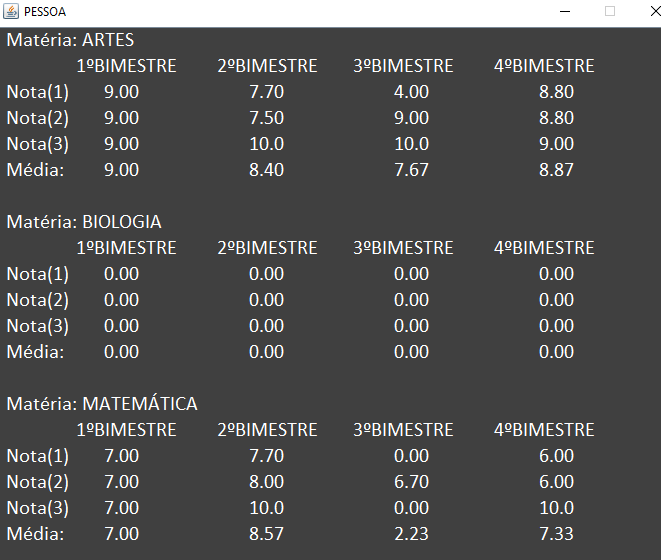 PESSOA
Matéria: ARTES
1ºBIMESTRE 2ºBIMESTRE 3ºBIMESTRE 4ºBIMESTRE
Nota(1) 9.00 7.70 4.00 8.80
Nota(2) 9.00 7.50 9.00 8.80
Nota(3) 9.00 10.0 10.0 9.00
Média: 9.00 8.40 7.67 8.87
Matéria: BIOLOGIA
1ºBIMESTRE 2ºBIMESTRE 3ºBIMESTRE 4ºBIMESTRE
Nota(1) 0.00 0.00 0.00 0.00
Nota(2) 0.00 0.00 0.00 0.00
Nota(3) 0.00 0.00 0.00 0.00
Média: 0.00 0.00 0.00 0.00
Matéria: MATEMÁTICA
1ºBIMESTRE 2ºBIMESTRE 3ºBIMESTRE 4ºBIMESTRE
Nota(1) 7.00 7.70 0.00 6.00
Nota(2) 7.00 8.00 6.70 6.00
Nota(3) 7.00 10.0 0.00 10.0
Média: 7.00 8.57 2.23 7.33